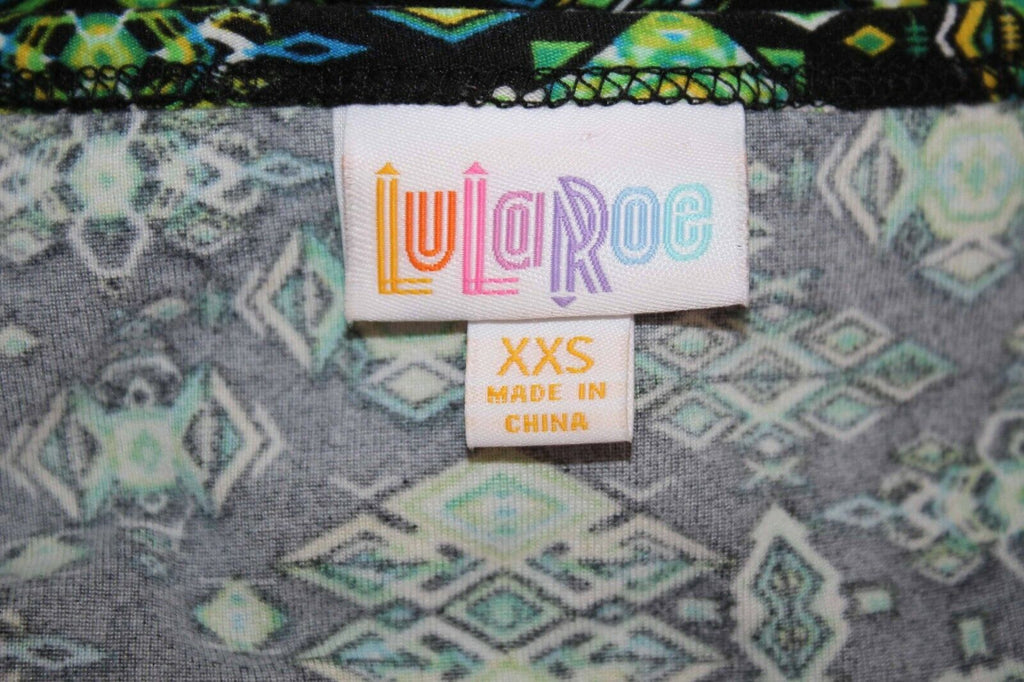 LuLaRoe
XXS
MADE IN
CHINA